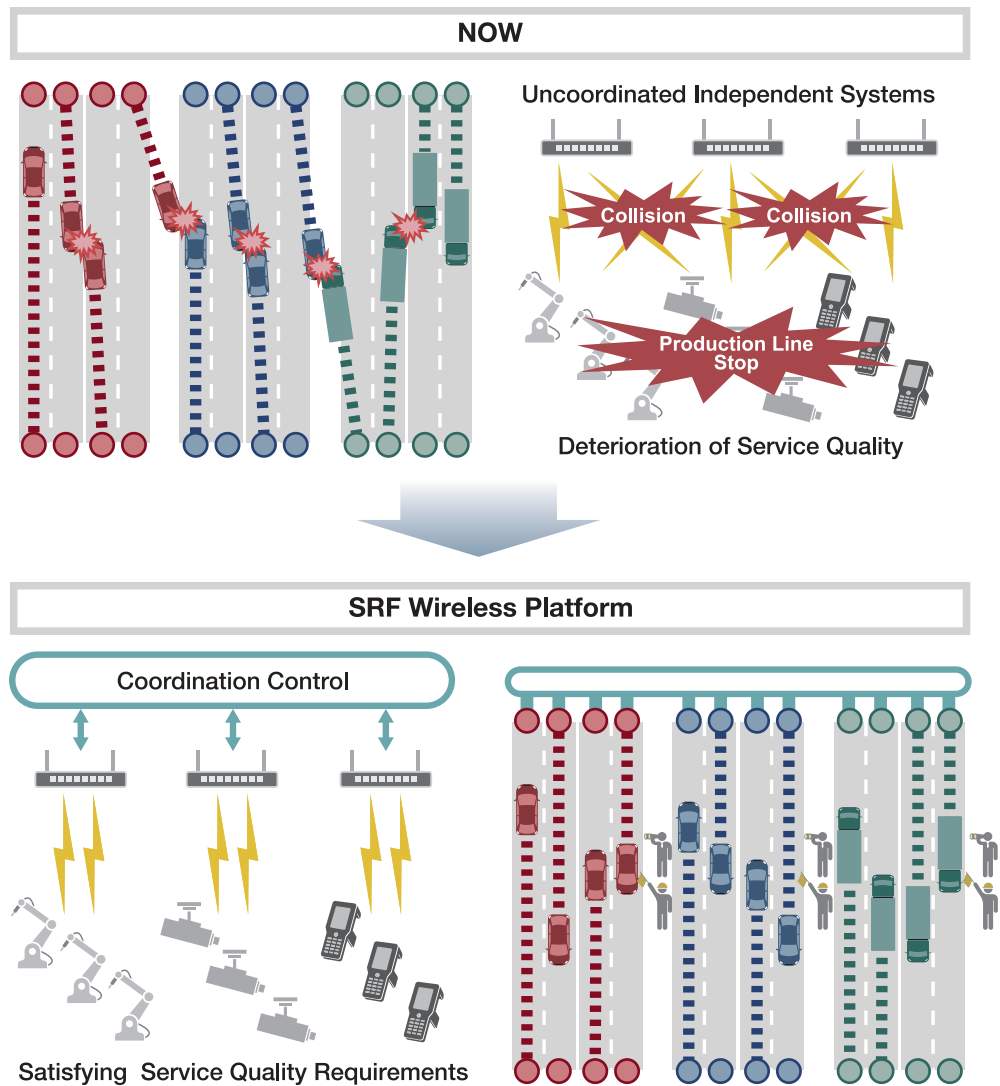 NOW
Uncoordinated Independent Systems
Collision
Collision
Production Line
Stop
Deterioration of Service Quality
SRF Wireless Platform
Coordination Control
Satisfying Service Quality Requirements